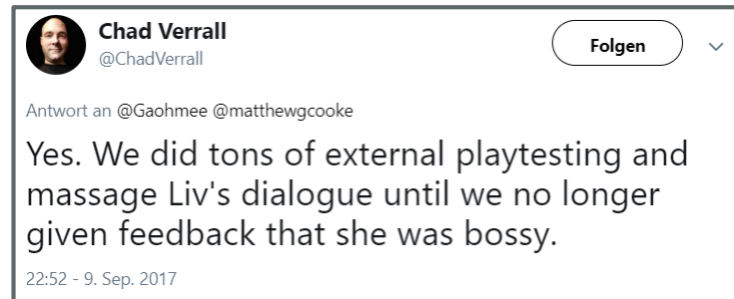 Chad Verrall
@ChadVerrall
Folgen
Antwort an @Gaohmee @matthewgcooke
Yes. We did tons of external playtesting and
massage Liv's dialogue until we no longer
given feedback that she was bossy.
22:52 - 9. Sep. 2017